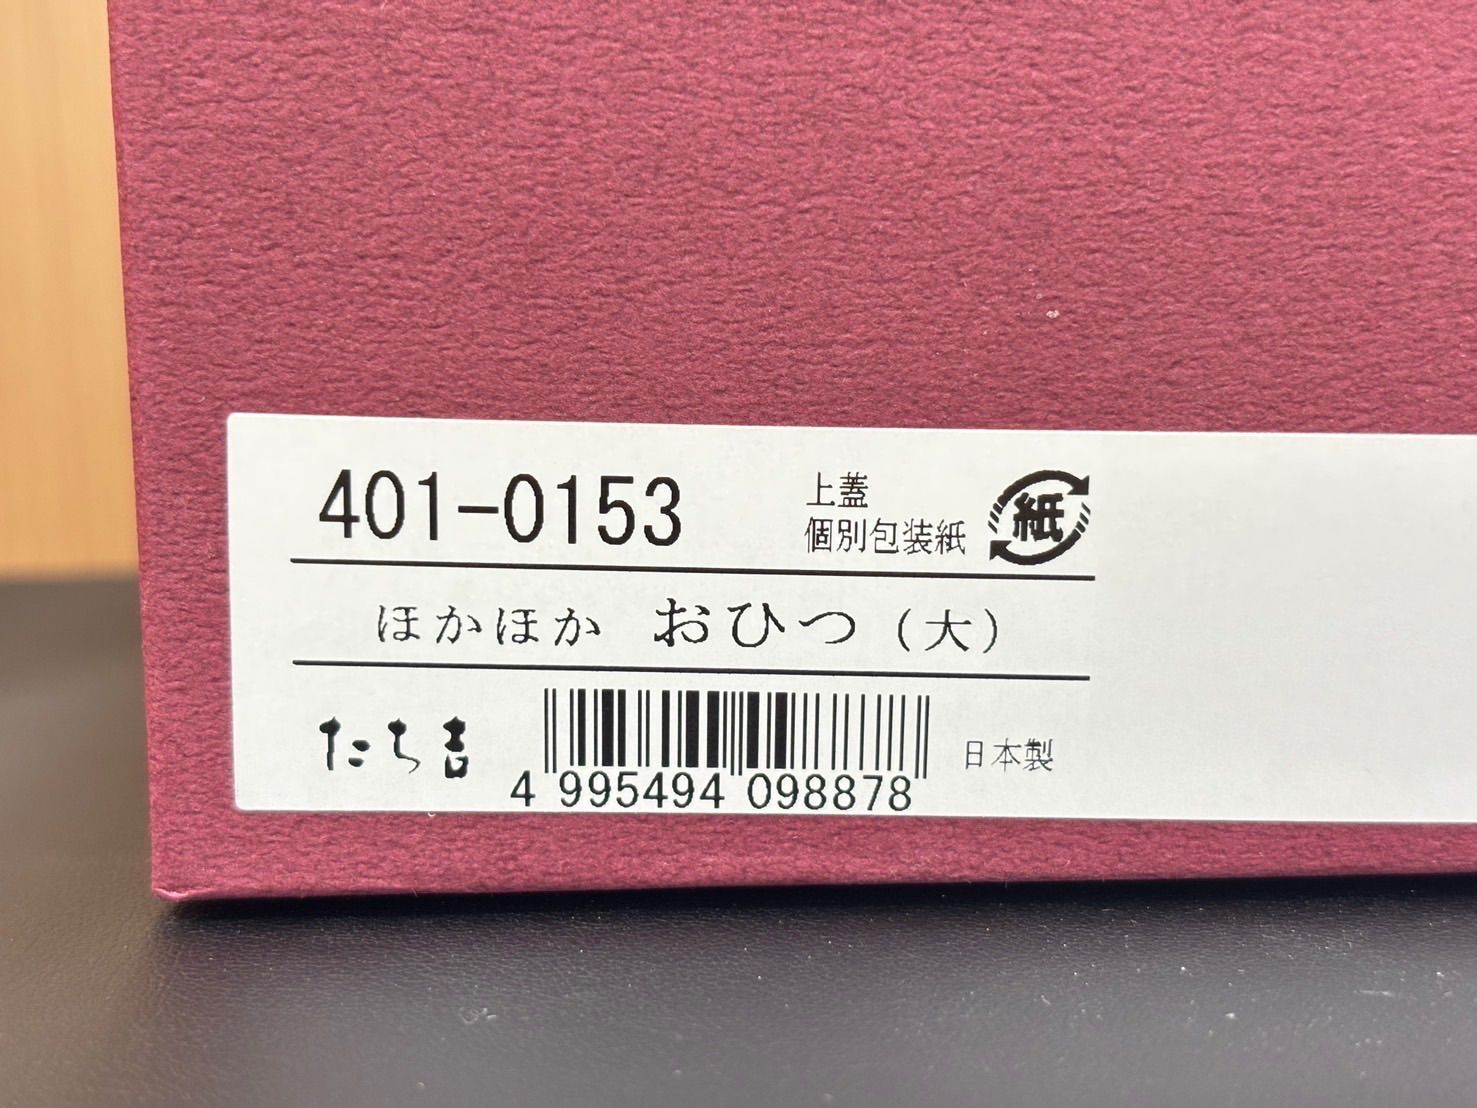 401-0153
上蓋
個別包装紙
紙
ほかほか おひつ（大）
たち吉
4 995494 098878
日本製